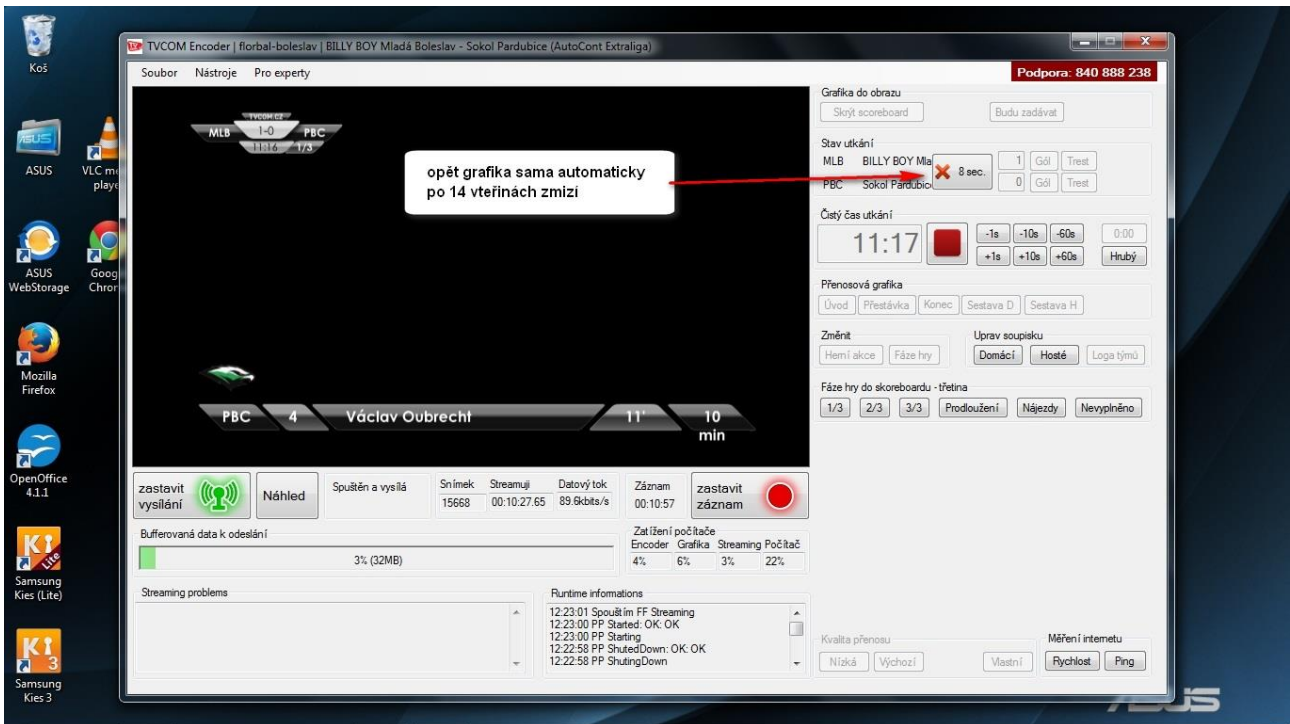 Koš
ASUS
VLC me
playe
ASUS
WebStorage
Goog
Chror
Mozilla
Firefox
OpenOffice
4.1.1
Samsung
Kies (Lite)
Samsung
Kies 3
TVCOM Encoder | florbal-boleslav | BILLY BOY Mladá Boleslav - Sokol Pardubice (AutoCont Extraliga)
Soubor Nástroje Pro experty
Podpora: 840 888 238
TVCOM.CZ
MLB 1-0 PBC
11:16 1/3
opět grafika sama automaticky
po 14 vteřinách zmizí
PBC 4 Václav Oubrecht 11' 10
min
Grafika do obrazu
Skrýt scoreboard Budu zadávat
Stav utkání
MLB BILLY BOY Mla 1 Gól Trest
8 sec.
PBC Sokol Pardubic 0 Gól Trest
Čistý čas utkání
11:17
-1s -10s -60s 0:00
+1s +10s +60s Hrubý
Přenosová grafika
Úvod Přestávka Konec Sestava D Sestava H
Změnit Uprav soupisku
Herní akce Fáze hry Domácí Hosté Loga týmů
Fáze hry do skoreboardu - třetina
1/3 2/3 3/3 Prodloužení Nájezdy Nevyplněno
zastavit
vysílání
Náhled
Spuštěn a vysílá
Snímek Streamuji Datový tok
15668 00:10:27.65 89.6kbits/s
Záznam
00:10:57
zastavit
záznam
Bufferovaná data k odeslání
3% (32MB)
Zatížení počítače
Encoder Grafika Streaming Počítač
4% 6% 3% 22%
Streaming problems
Runtime informations
12:23:01 Spouštím FF Streaming
12:23:00 PP Started: OK: OK
12:23:00 PP Starting
12:22:58 PP ShutedDown: OK: OK
12:22:58 PP ShutingDown
Kvalita přenosu
Nízká Výchozí Vlastní
Měření internetu
Rychlost Ping
ASUS